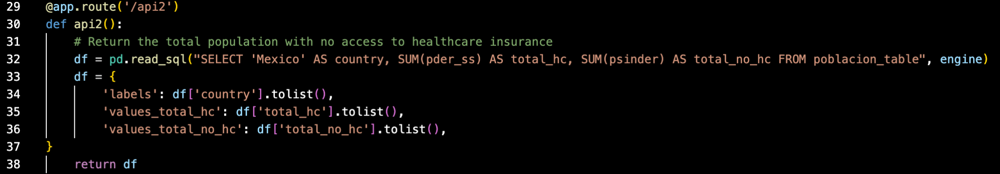 29 @app.route('/api2')
30 def api2():
31 # Return the total population with no access to healthcare insurance
32 df = pd.read_sql("SELECT 'Mexico' AS country, SUM(pder_ss) AS total_hc, SUM(psinder) AS total_no_hc FROM poblacion_table", engine)
33 df = {
34 'labels': df['country'].tolist(),
35 'values_total_hc': df['total_hc'].tolist(),
36 'values_total_no_hc': df['total_no_hc'].tolist(),
37 }
38 return df